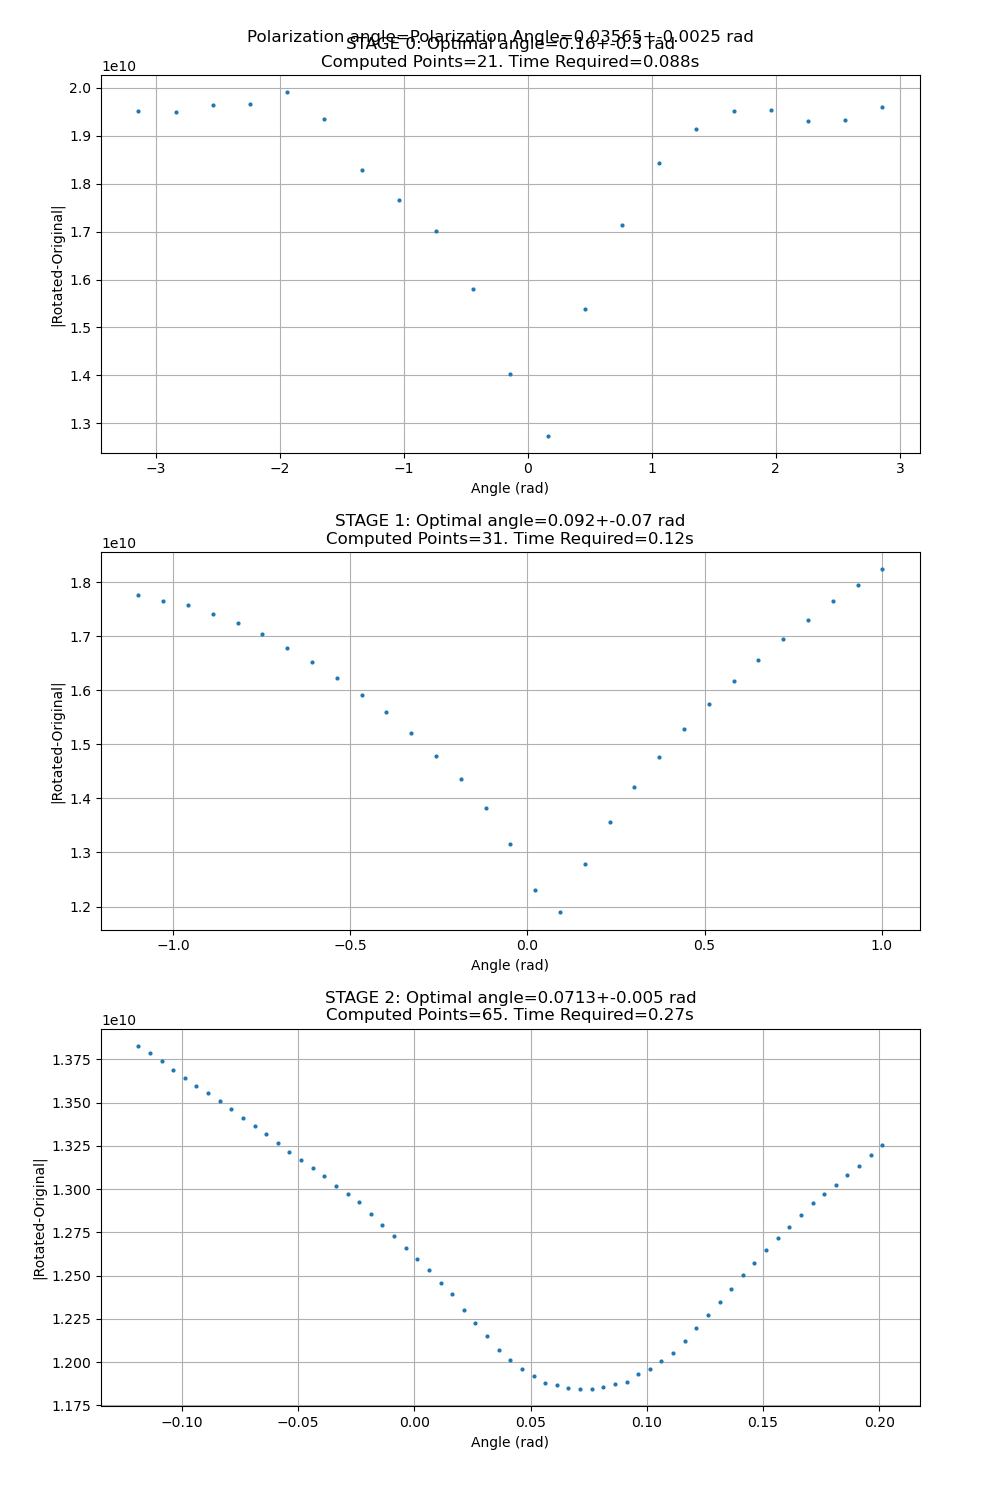 Polarization angle=Polarization Angle=0.03565+-0.0025 rad
STAGE 0: Optimal angle=0.16+-0.3 rad
Computed Points=21. Time Required=0.088s
1e10
2.0
1.9
1.8
1.7
1.6
1.5
1.4
1.3
|Rotated-Original|
−3 −2 −1 0 1 2 3
Angle (rad)
STAGE 1: Optimal angle=0.092+-0.07 rad
Computed Points=31. Time Required=0.12s
1e10
1.8
1.7
1.6
1.5
1.4
1.3
1.2
|Rotated-Original|
−1.0 −0.5 0.0 0.5 1.0
Angle (rad)
STAGE 2: Optimal angle=0.0713+-0.005 rad
Computed Points=65. Time Required=0.27s
1e10
1.375
1.350
1.325
1.300
1.275
1.250
1.225
1.200
1.175
|Rotated-Original|
−0.10 −0.05 0.00 0.05 0.10 0.15 0.20
Angle (rad)